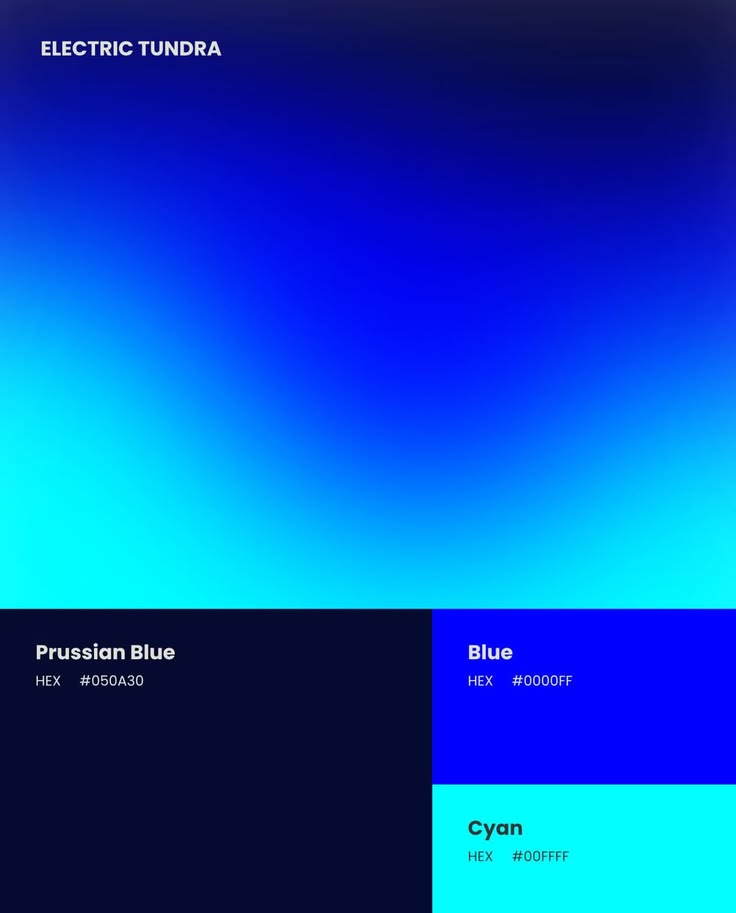 ELECTRIC TUNDRA
Prussian Blue
HEX #050A30
Blue
HEX #0000FF
Cyan
HEX #00FFFF